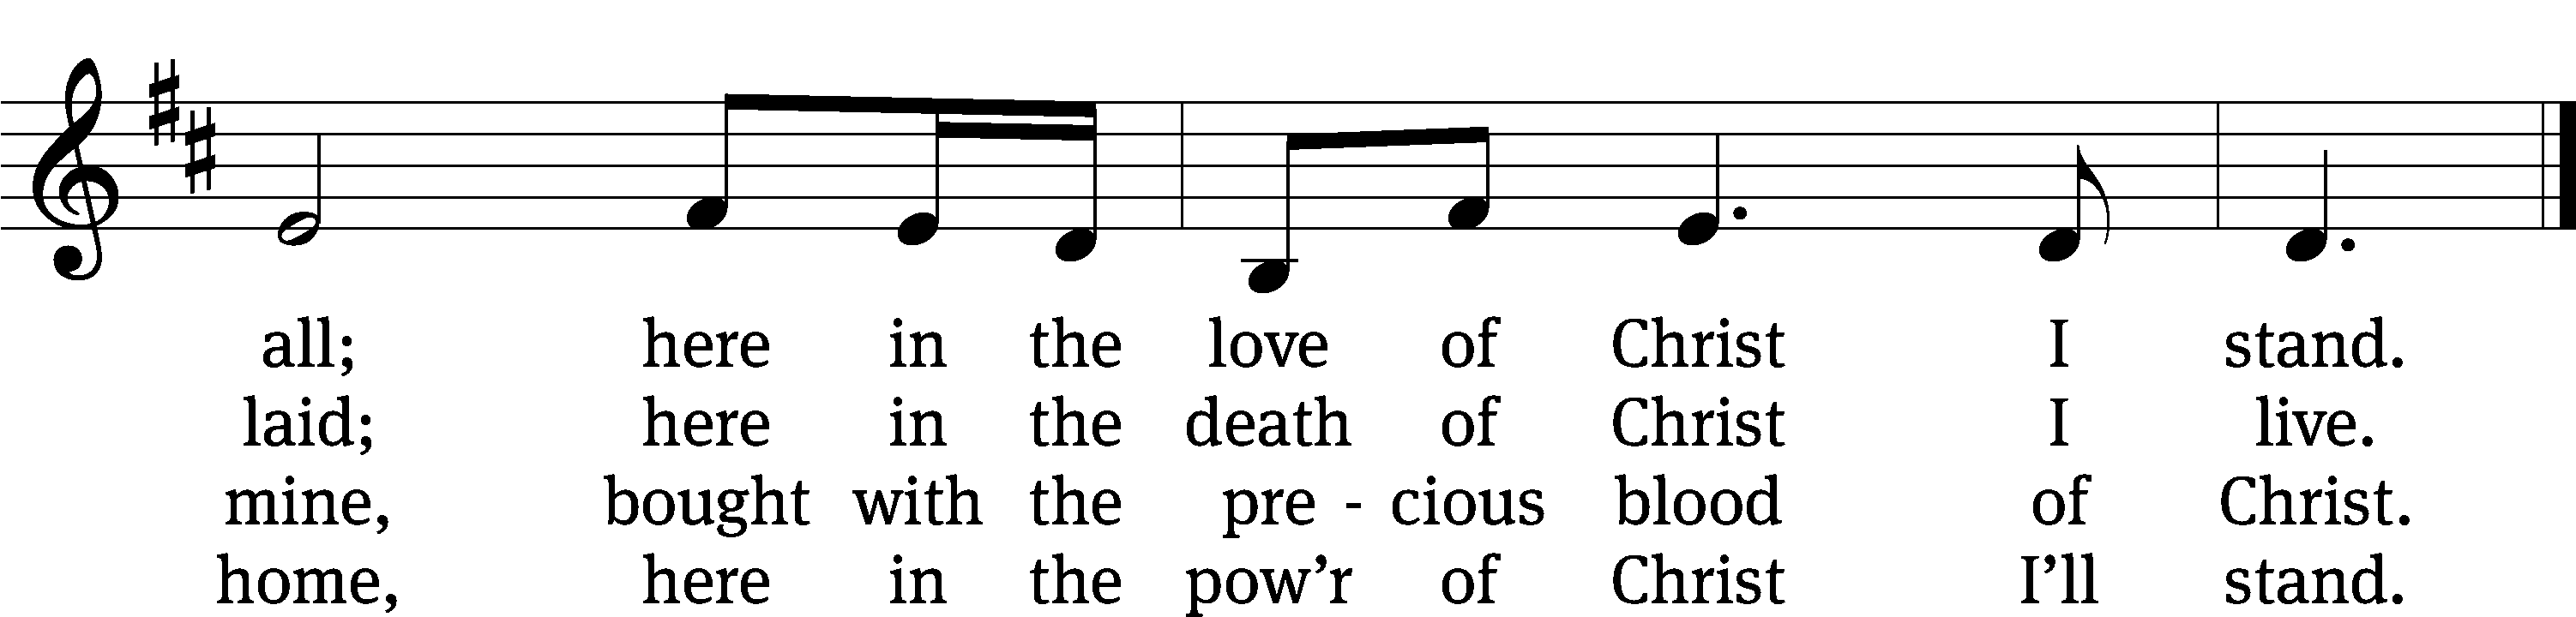 all; here in the love of Christ I stand.
laid; here in the death of Christ I live.
mine, bought with the pre - cious blood of Christ.
home, here in the pow’r of Christ I’ll stand.